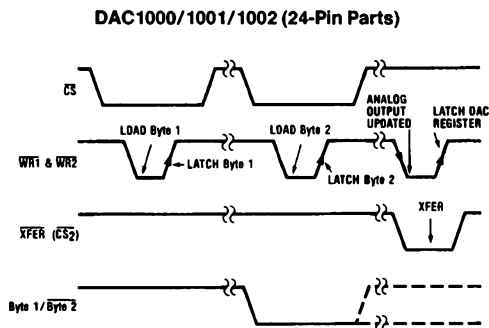 DAC1000/1001/1002 (24-Pin Parts)
CS
ANALOG
OUTPUT
UPDATED
LATCH DAC
REGISTER
LOAD Byte 1
LOAD Byte 2
WR1 & WR2
LATCH Byte 1
LATCH Byte 2
XFER
XFER (CS2)
Byte 1/Byte 2